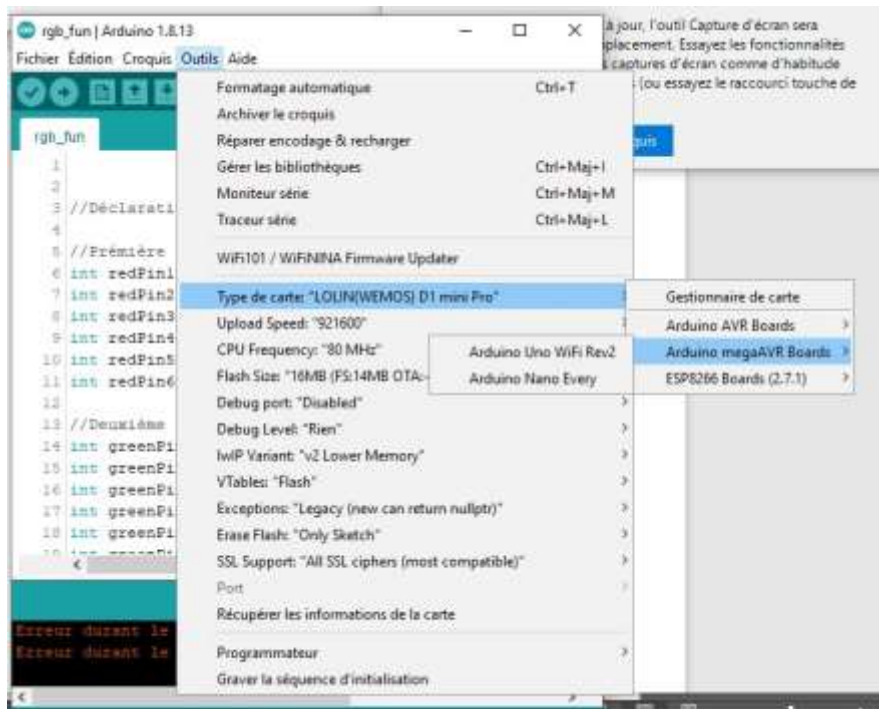 rgb_fun | Arduino 1.8.13
Fichier Édition Croquis Outils Aide
rgb_fun
1
2
3 //Déclarati
4
5 //Prémière
6 int redPin1
7 int redPin2
8 int redPin3
9 int redPin4
10 int redPin5
11 int redPin6
12
13 //Deuxième
14 int greenPi
15 int greenPi
16 int greenPi
17 int greenPi
18 int greenPi
Erreur durant le
Erreur durant le
Formatage automatique Ctrl+T
Archiver le croquis
Réparer encodage & recharger
Gérer les bibliothèques Ctrl+Maj+I
Moniteur série Ctrl+Maj+M
Traceur série Ctrl+Maj+L
WiFi101 / WiFiNINA Firmware Updater
Type de carte: "LOLIN(WEMOS) D1 mini Pro"
Upload Speed: "921600"
CPU Frequency: "80 MHz"
Flash Size: "16MB (FS:14MB OTA:
Debug port: "Disabled"
Debug Level: "Rien"
lwIP Variant: "v2 Lower Memory"
VTables: "Flash"
Exceptions: "Legacy (new can return nullptr)"
Erase Flash: "Only Sketch"
SSL Support: "All SSL ciphers (most compatible)"
Port
Récupérer les informations de la carte
Programmateur
Graver la séquence d'initialisation
Gestionnaire de carte
Arduino AVR Boards
Arduino megaAVR Boards
ESP8266 Boards (2.7.1)
Arduino Uno WiFi Rev2
Arduino Nano Every
à jour, l'outil Capture d'écran sera
placement. Essayez les fonctionnalités
captures d'écran comme d'habitude
(ou essayez le raccourci touche de
quis